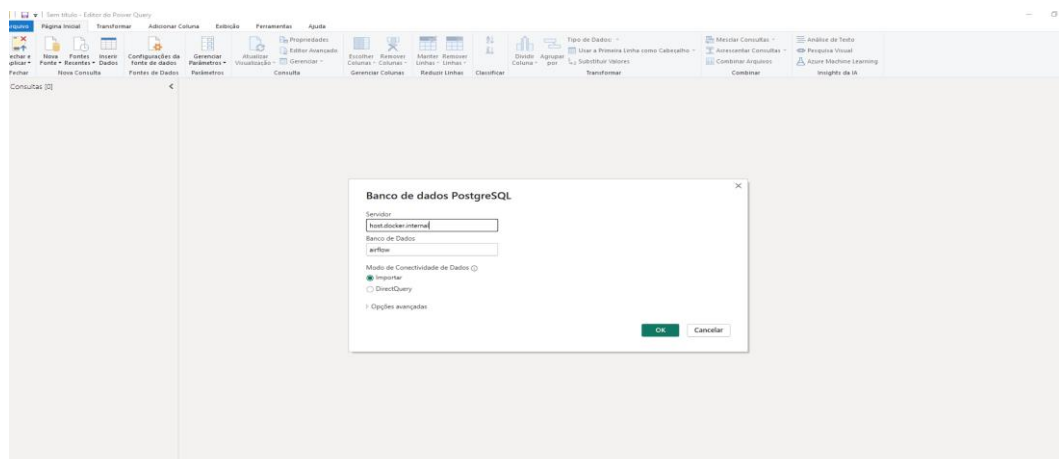 Sem título - Editor do Power Query
Arquivo Página Inicial Transformar Adicionar Coluna Exibição Ferramentas Ajuda
Nova Fonte Fontes Recentes Inserir Dados
Nova Consulta
Configurações da fonte de dados
Fontes de Dados
Gerenciar Parâmetros
Parâmetros
Atualizar Visualização
Propriedades
Editor Avançado
Gerenciar
Consulta
Escolher Colunas Remover Colunas
Gerenciar Colunas
Manter Linhas Remover Linhas
Reduzir Linhas
Classificar
Dividir Coluna Agrupar por
Tipo de Dados:
Usar a Primeira Linha como Cabeçalho
Substituir Valores
Transformar
Mesclar Consultas
Acrescentar Consultas
Combinar Arquivos
Combinar
Análise de Texto
Pesquisa Visual
Azure Machine Learning
Insights da IA
Fechar
Consultas [0]
Banco de dados PostgreSQL
Servidor
host.docker.internal
Banco de Dados
airflow
Modo de Conectividade de Dados
Importar
DirectQuery
Opções avançadas
OK Cancelar